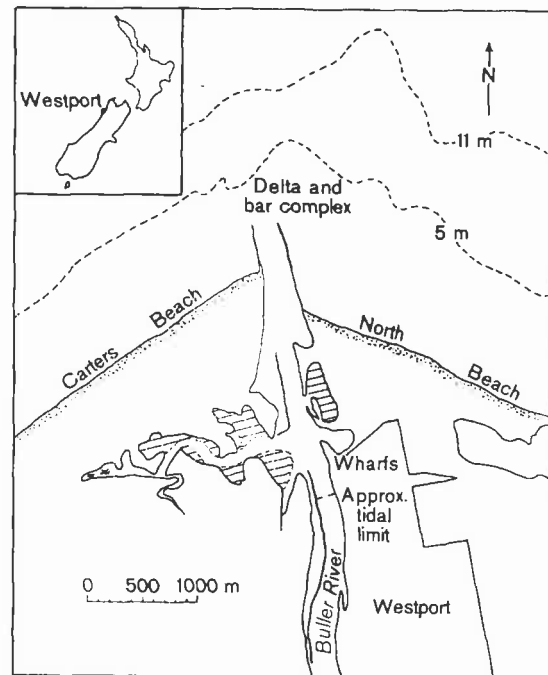 Westport
N
11 m
Delta and
bar complex
5 m
Carters Beach
North Beach
Wharfs
Approx.
tidal
limit
0 500 1000 m
Buller River
Westport